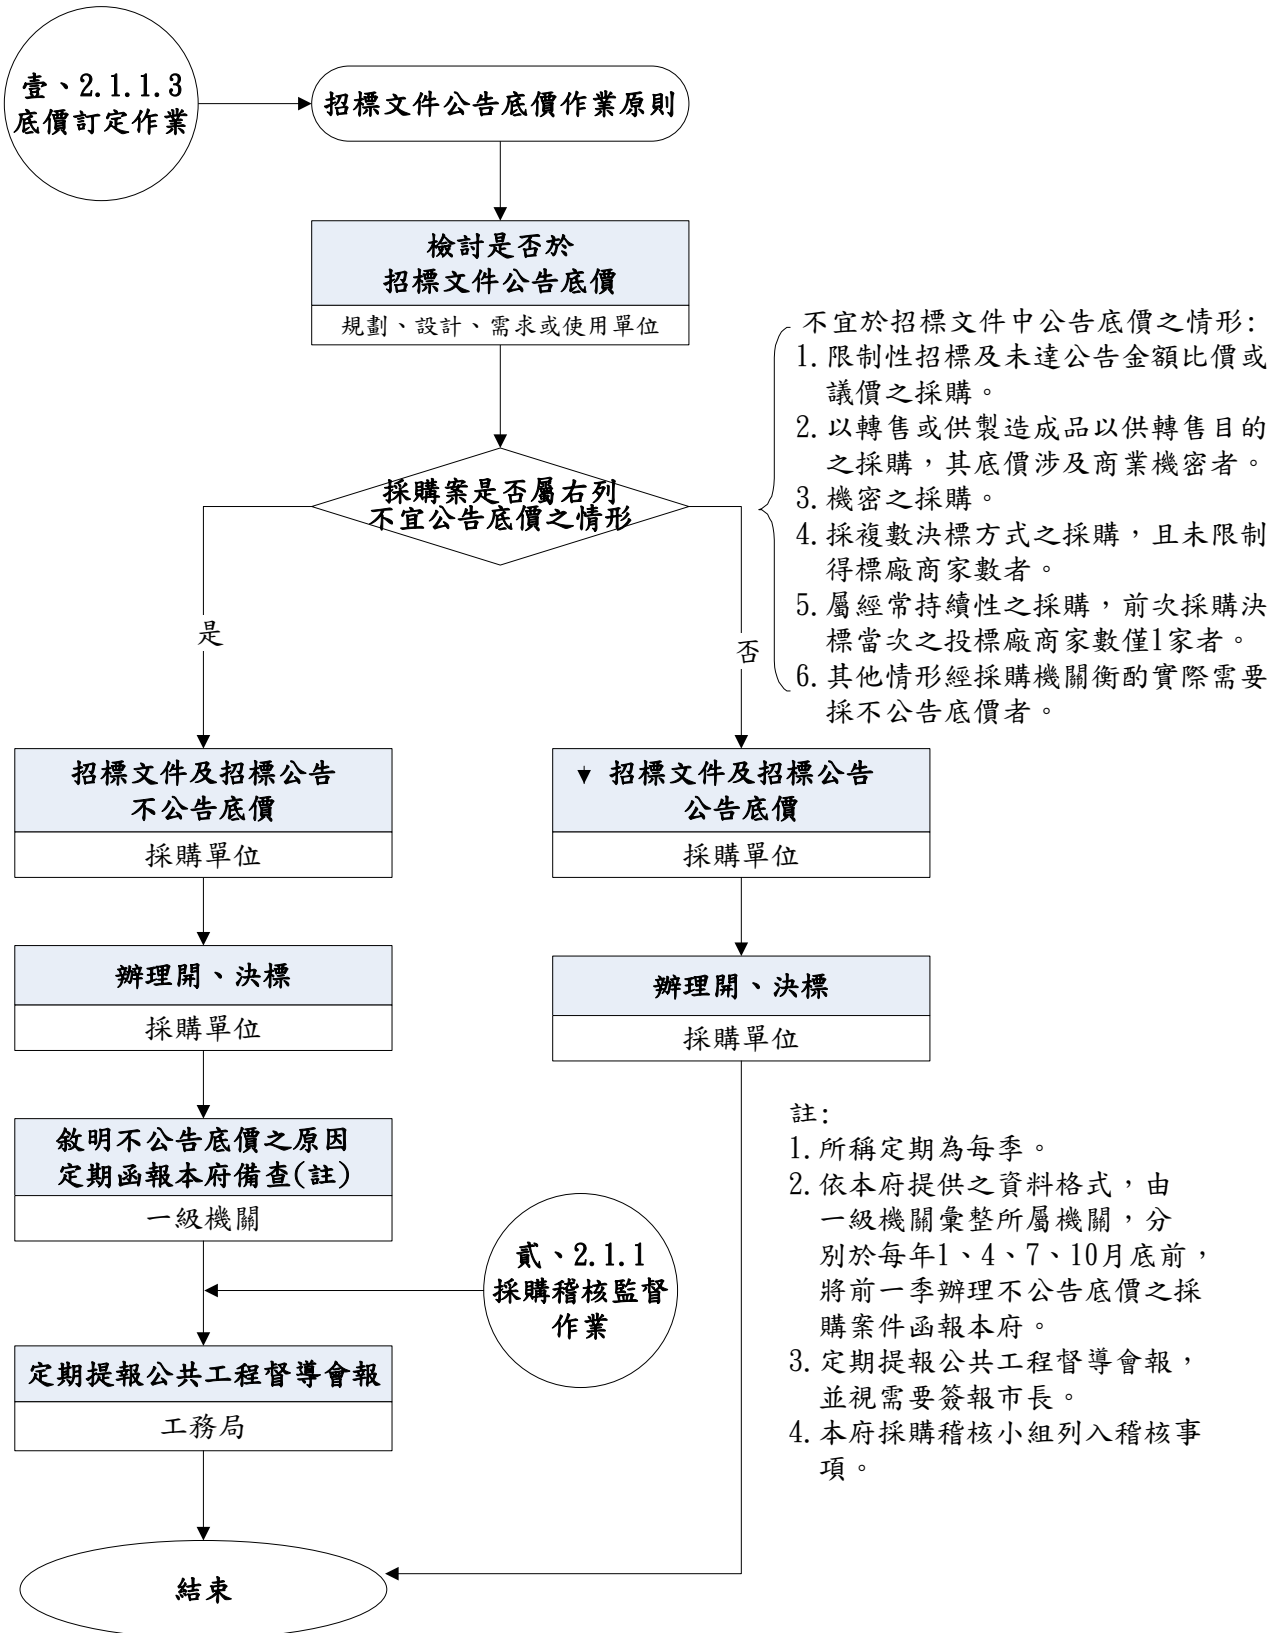 壹、2.1.1.3
底價訂定作業
招標文件公告底價作業原則
檢討是否於
招標文件公告底價
規劃、設計、需求或使用單位
採購案是否屬右列
不宜公告底價之情形
不宜於招標文件中公告底價之情形:
1.限制性招標及未達公告金額比價或
議價之採購。
2.以轉售或供製造成品以供轉售目的
之採購，其底價涉及商業機密者。
3.機密之採購。
4.採複數決標方式之採購，且未限制
得標廠商家數者。
5.屬經常持續性之採購，前次採購決
標當次之投標廠商家數僅1家者。
6.其他情形經採購機關衡酌實際需要
採不公告底價者。
是
否
招標文件及招標公告
不公告底價
採購單位
招標文件及招標公告
公告底價
採購單位
辦理開、決標
採購單位
辦理開、決標
採購單位
敘明不公告底價之原因
定期函報本府備查(註)
一級機關
貳、2.1.1
採購稽核監督
作業
定期提報公共工程督導會報
工務局
結束
註:
1.所稱定期為每季。
2.依本府提供之資料格式，由
一級機關彙整所屬機關，分
別於每年1、4、7、10月底前，
將前一季辦理不公告底價之採
購案件函報本府。
3.定期提報公共工程督導會報，
並視需要簽報市長。
4.本府採購稽核小組列入稽核事
項。